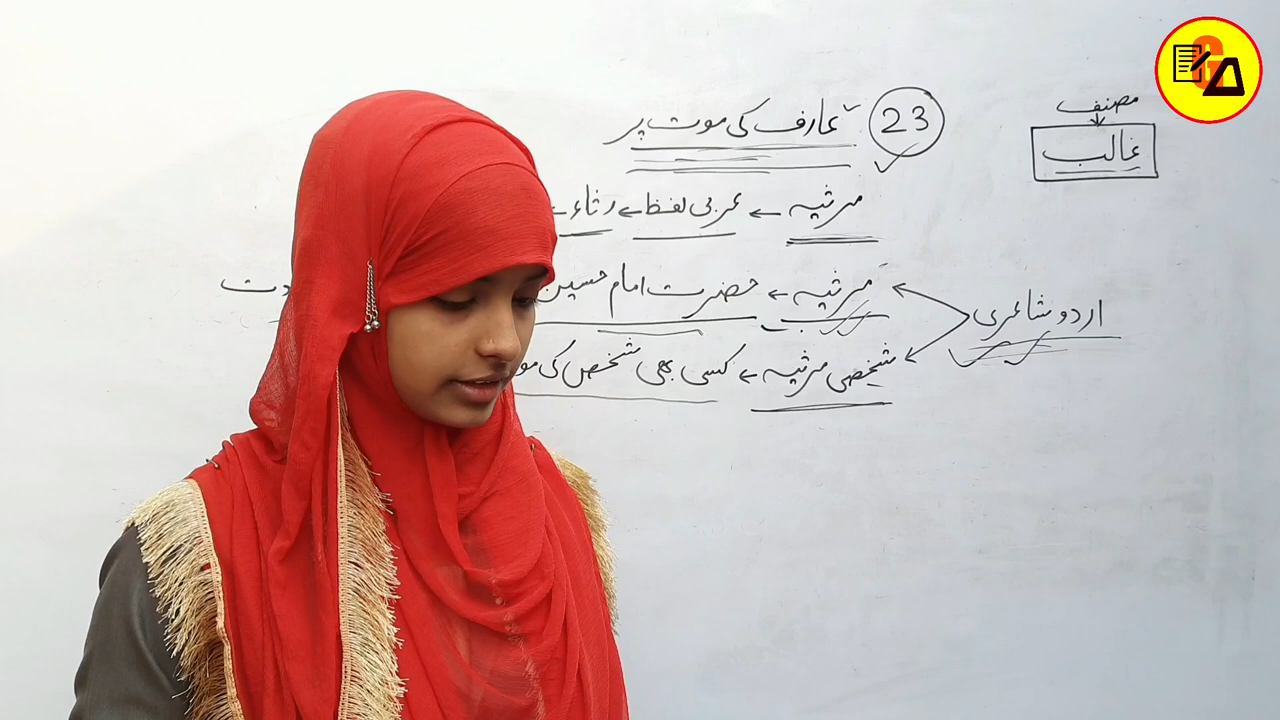 مصنف
غالب
23 عارف کی موت پر
مرثیہ ← عربی لفظ ← رثاء
اردو شاعری
مرثیہ ← حضرت امام حسین
شخصی مرثیہ ← کسی بھی شخص کی